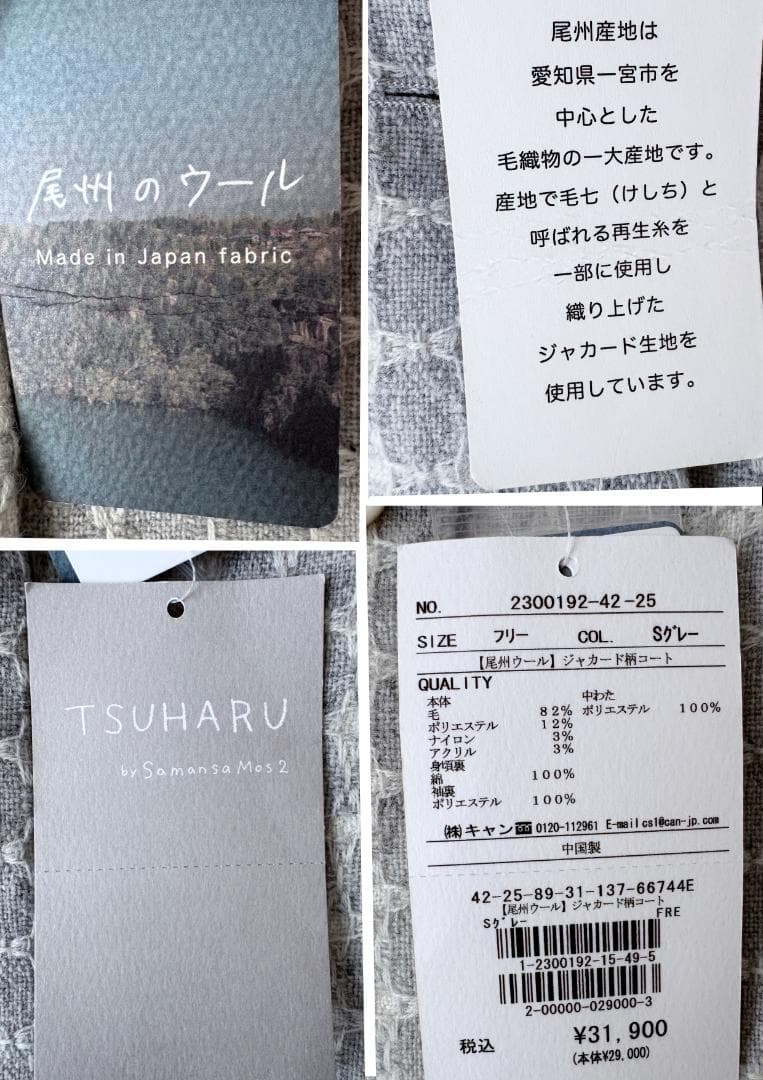 尾州のウール
Made in Japan fabric
尾州産地は
愛知県一宮市を
中心とした
毛織物の一大産地です。
産地で毛七（けしち）と
呼ばれる再生糸を
一部に使用し
織り上げた
ジャカード生地を
使用しています。
TSUHARU
by Samansa Mos2
NO. 2300192-42-25
SIZE フリー COL. Sグレー
【尾州ウール】ジャカード柄コート
QUALITY
本体 中わた
毛 82% ポリエステル 100%
ポリエステル 12%
ナイロン 3%
アクリル 3%
身頃裏
綿 100%
袖裏
ポリエステル 100%
㈱キャン 0120-112961 E-mail cs1@can-jp.com
中国製
42-25-89-31-137-66744E
【尾州ウール】ジャカード柄コート
Sグレー FRE
1-2300192-15-49-5
2-00000-029000-3
税込 ¥31,900
(本体¥29,000)